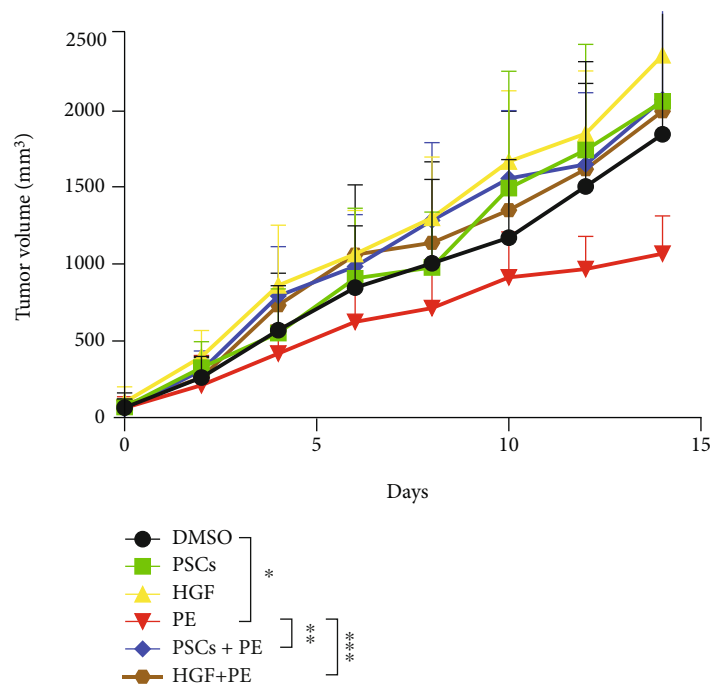 2500
2000
1500
1000
500
0
Tumor volume (mm³)
0 5 10 15
Days
DMSO
PSCs
HGF
PE
PSCs + PE
HGF+PE
*
**
***